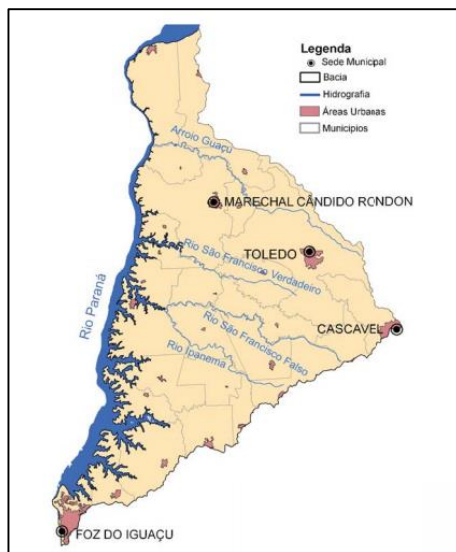 Legenda
Sede Municipal
Bacia
Hidrografia
Áreas Urbanas
Municípios
Arroio Guaçu
MARECHAL CÂNDIDO RONDON
TOLEDO
Rio São Francisco Verdadeiro
Rio Paraná
CASCAVEL
Rio São Francisco Falso
Rio Ipanema
FOZ DO IGUAÇU